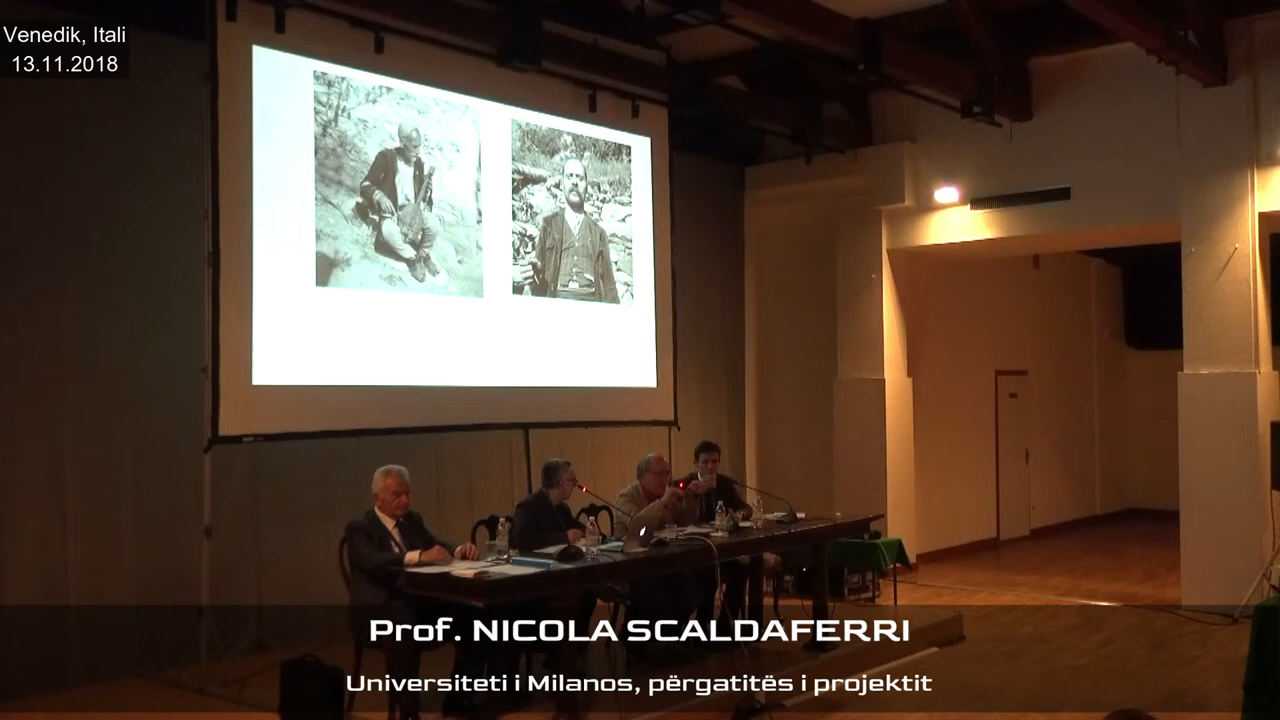 Venedik, Itali
13.11.2018
Prof. NICOLA SCALDAFERRI
Universiteti i Milanos, përgatitës i projektit